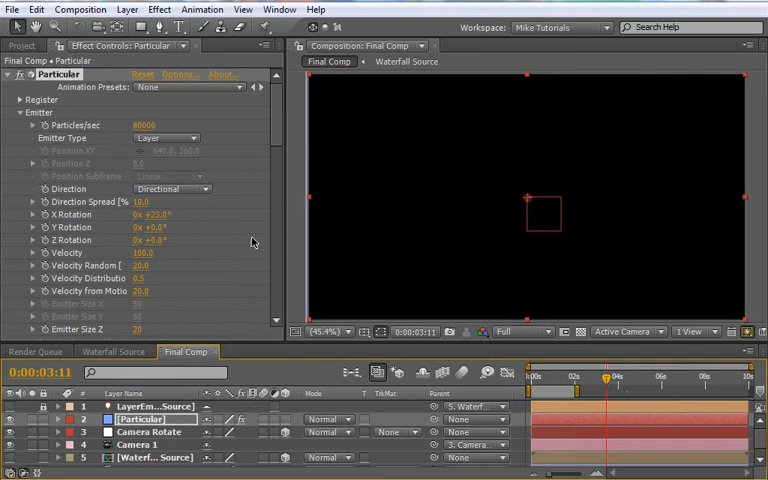 File Edit Composition Layer Effect Animation View Window Help
Workspace: Mike Tutorials Search Help
Project Effect Controls: Particular
Final Comp • Particular
fx Particular Reset Options... About...
Animation Presets: None
Register
Emitter
Particles/sec 80000
Emitter Type Layer
Position XY 640.0, 360.0
Position Z 0.0
Position Subframe Linear
Direction Directional
Direction Spread [% 10.0
X Rotation 0x +23.0°
Y Rotation 0x +0.0°
Z Rotation 0x +0.0°
Velocity 100.0
Velocity Random [ 20.0
Velocity Distributio 0.5
Velocity from Motio 20.0
Emitter Size X 50
Emitter Size Y 50
Emitter Size Z 20
Composition: Final Comp
Final Comp Waterfall Source
(45.4%) 0:00:03:11 Full Active Camera 1 View
Render Queue Waterfall Source Final Comp
0:00:03:11
# Layer Name Mode T TrkMat Parent
00s 02s 04s 06s 08s 10s
1 LayerEm...Source] 5. Waterf
2 [Particular] fx Normal None
3 Camera Rotate Normal None None
4 Camera 1 3. Camera...
5 [Waterf... Source] Normal None